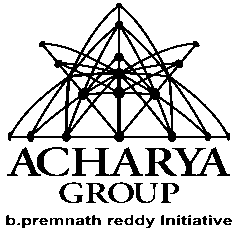 ACHARYA
GROUP
b.premnath reddy Initiative